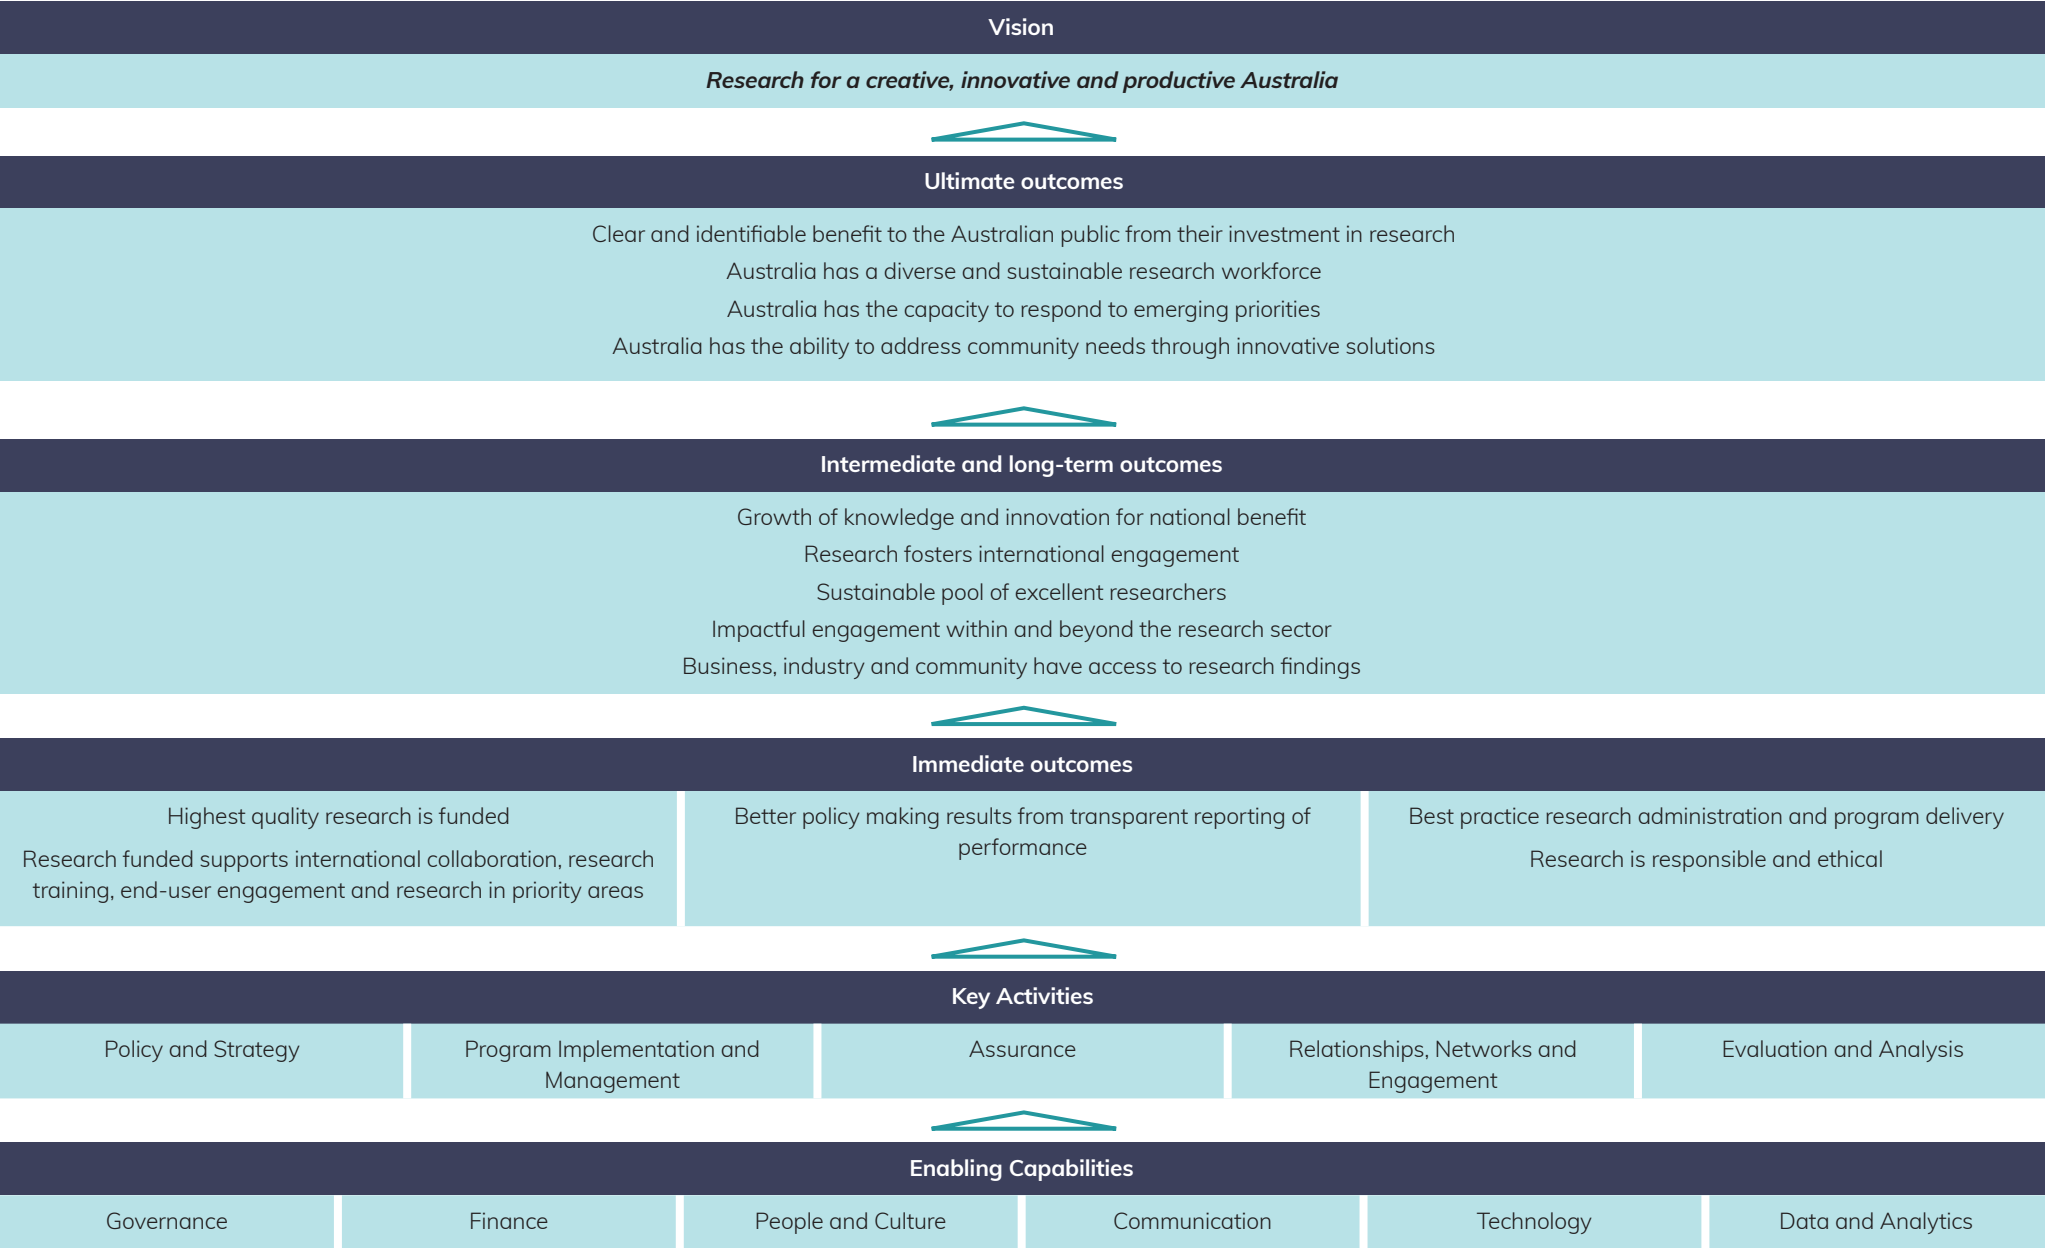 Vision
Research for a creative, innovative and productive Australia
Ultimate outcomes
Clear and identifiable benefit to the Australian public from their investment in research
Australia has a diverse and sustainable research workforce
Australia has the capacity to respond to emerging priorities
Australia has the ability to address community needs through innovative solutions
Intermediate and long-term outcomes
Growth of knowledge and innovation for national benefit
Research fosters international engagement
Sustainable pool of excellent researchers
Impactful engagement within and beyond the research sector
Business, industry and community have access to research findings
Immediate outcomes
Highest quality research is funded
Research funded supports international collaboration, research
training, end-user engagement and research in priority areas
Better policy making results from transparent reporting of
performance
Best practice research administration and program delivery
Research is responsible and ethical
Key Activities
Policy and Strategy
Program Implementation and
Management
Assurance
Relationships, Networks and
Engagement
Evaluation and Analysis
Enabling Capabilities
Governance
Finance
People and Culture
Communication
Technology
Data and Analytics